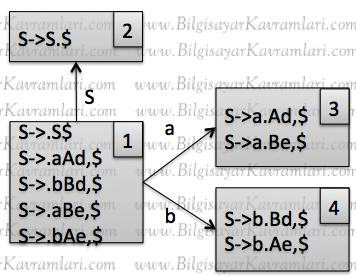 www.BilgisayarKavramlari.com
S->S.$
2
S
S->.S$
S->.aAd,$
S->.bBd,$
S->.aBe,$
S->.bAe,$
1
a
b
S->a.Ad,$
S->a.Be,$
3
S->b.Bd,$
S->b.Ae,$
4